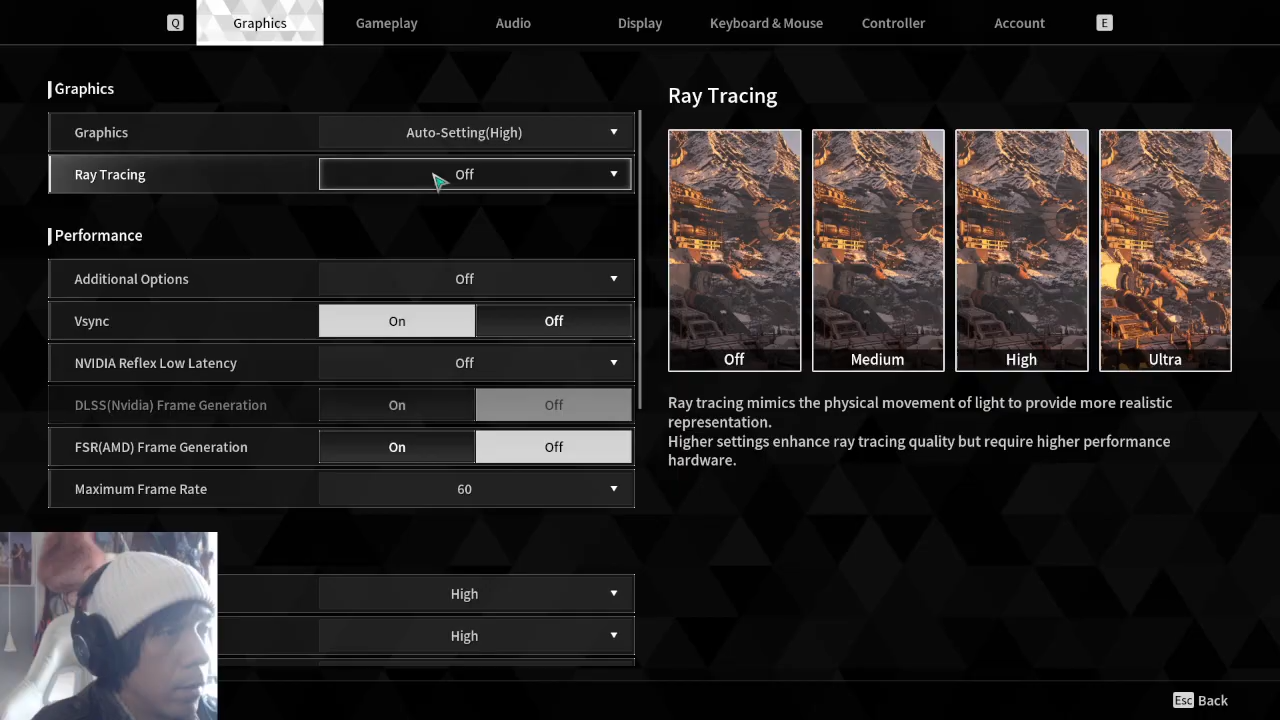 Q Graphics Gameplay Audio Display Keyboard & Mouse Controller Account E
Graphics
Graphics Auto-Setting(High)
Ray Tracing Off
Performance
Additional Options Off
Vsync On Off
NVIDIA Reflex Low Latency Off
DLSS(Nvidia) Frame Generation On Off
FSR(AMD) Frame Generation On Off
Maximum Frame Rate 60
High
High
Ray Tracing
Off Medium High Ultra
Ray tracing mimics the physical movement of light to provide more realistic
representation.
Higher settings enhance ray tracing quality but require higher performance
hardware.
Esc Back